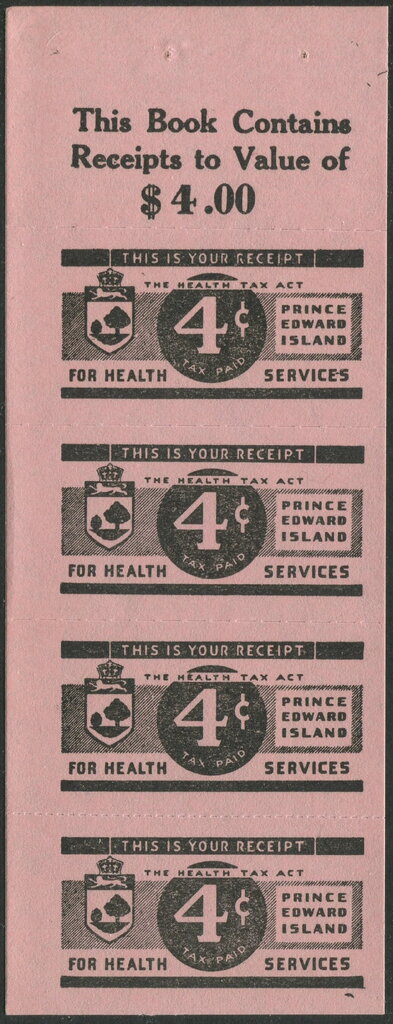 This Book Contains
Receipts to Value of
$4.00
THIS IS YOUR RECEIPT
THE HEALTH TAX ACT
4¢
TAX PAID
PRINCE
EDWARD
ISLAND
FOR HEALTH SERVICES
THIS IS YOUR RECEIPT
THE HEALTH TAX ACT
4¢
TAX PAID
PRINCE
EDWARD
ISLAND
FOR HEALTH SERVICES
THIS IS YOUR RECEIPT
THE HEALTH TAX ACT
4¢
TAX PAID
PRINCE
EDWARD
ISLAND
FOR HEALTH SERVICES
THIS IS YOUR RECEIPT
THE HEALTH TAX ACT
4¢
TAX PAID
PRINCE
EDWARD
ISLAND
FOR HEALTH SERVICES